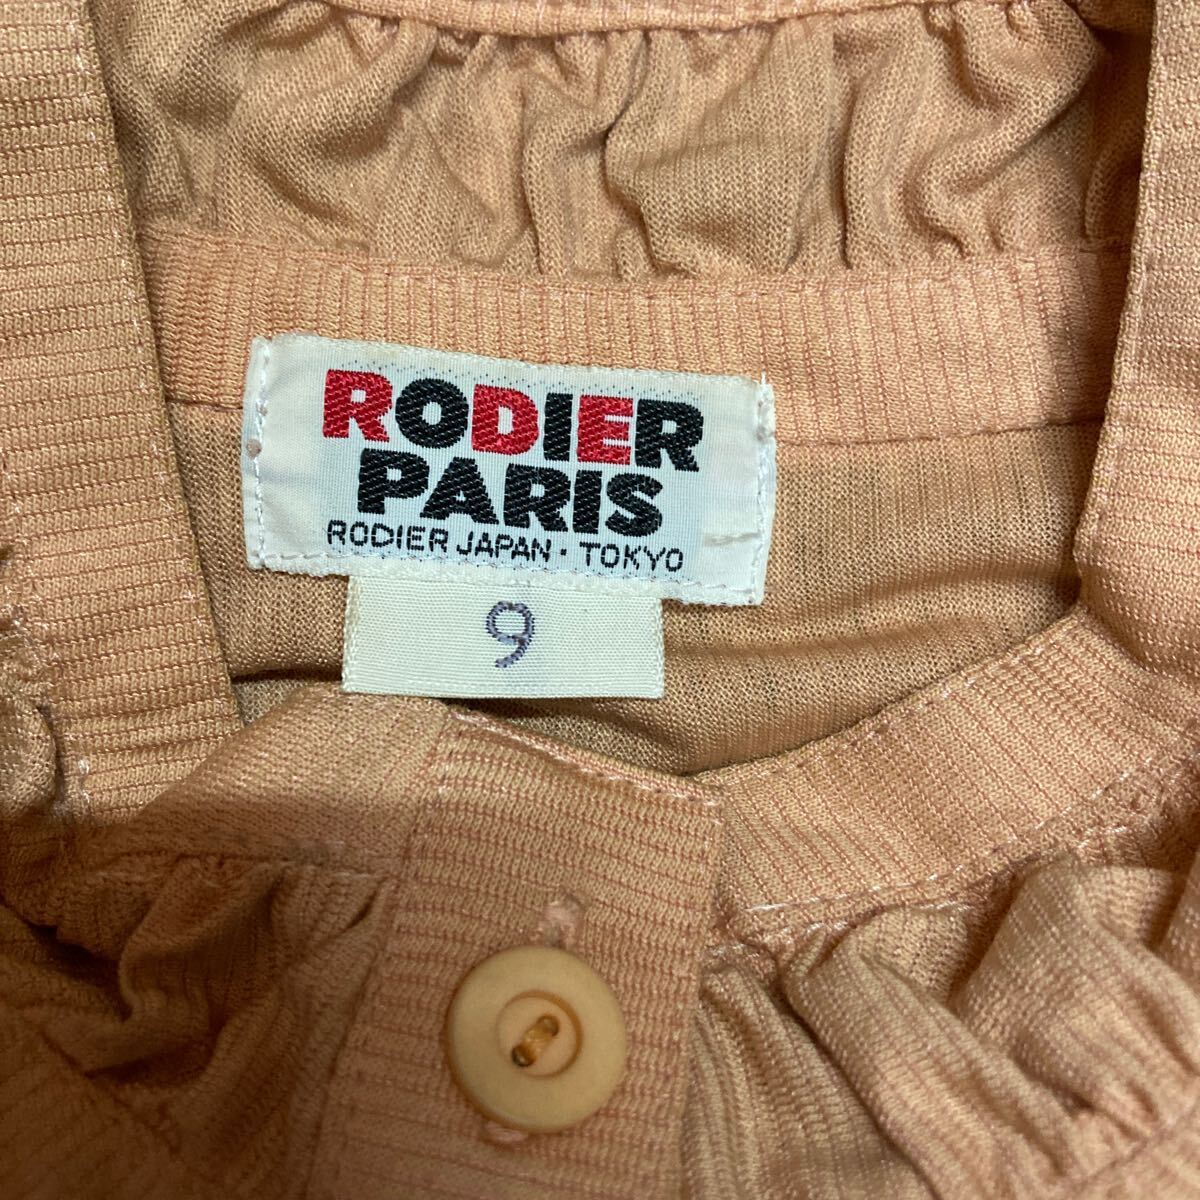 RODIER
PARIS
RODIER JAPAN・TOKYO
9